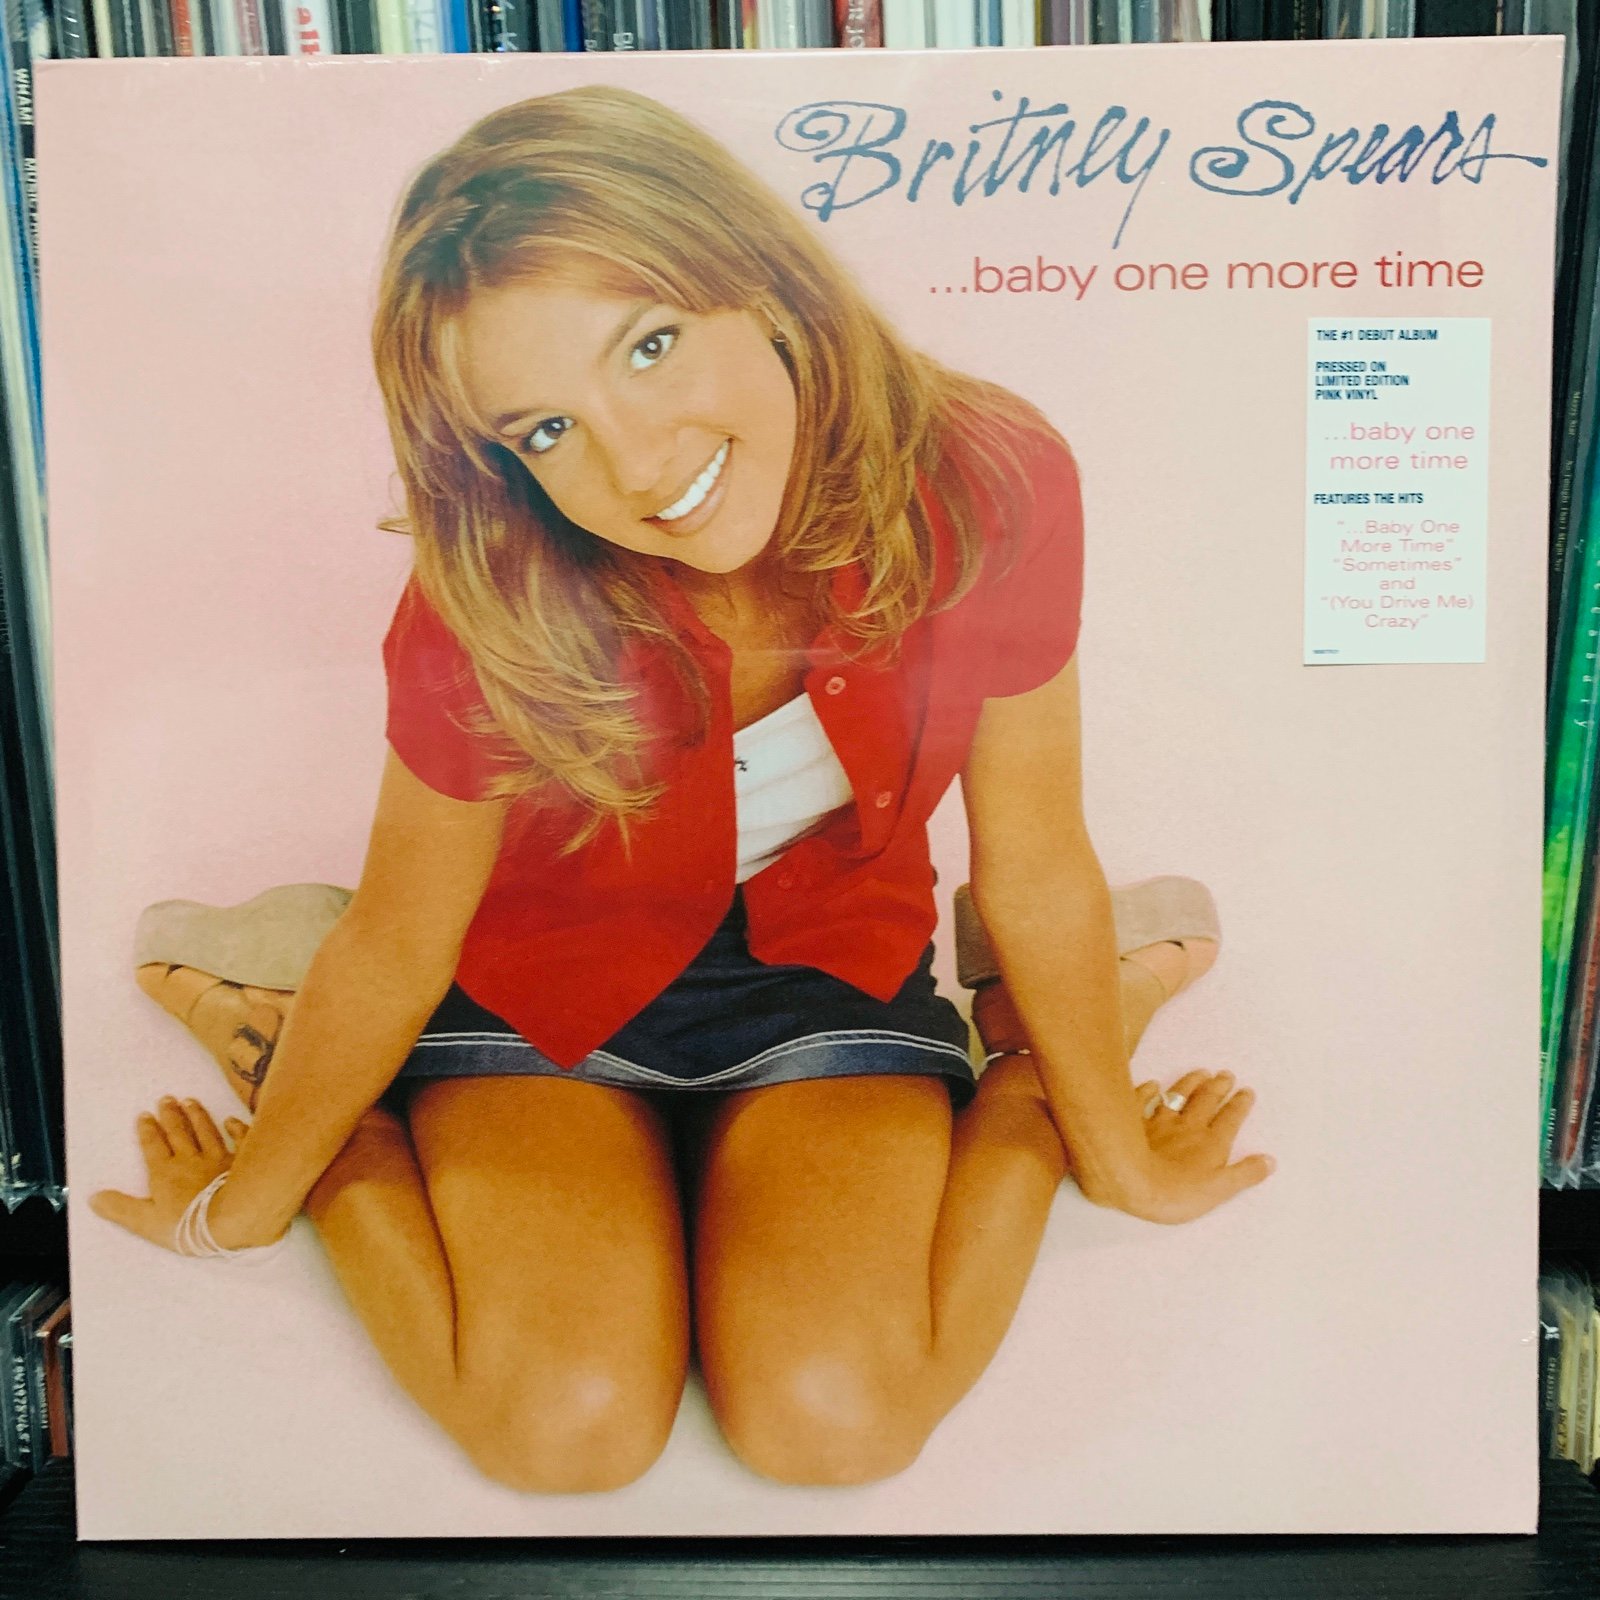 Britney Spears
...baby one more time
THE #1 DEBUT ALBUM
PRESSED ON
LIMITED EDITION
PINK VINYL
...baby one
more time
FEATURES THE HITS
"...Baby One
More Time"
"Sometimes"
and
"(You Drive Me)
Crazy"
WHAM!